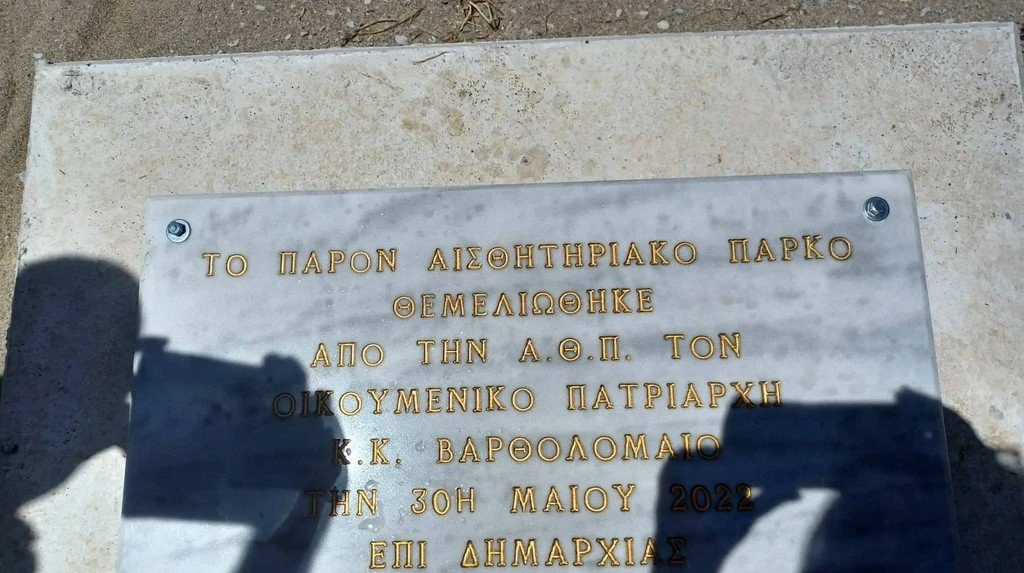 ΤΟ ΠΑΡΟΝ ΑΙΣΘΗΤΗΡΙΑΚΟ ΠΑΡΚΟ
ΘΕΜΕΛΙΩΘΗΚΕ
ΑΠΟ ΤΗΝ Α.Θ.Π. ΤΟΝ
ΟΙΚΟΥΜΕΝΙΚΟ ΠΑΤΡΙΑΡΧΗ
Κ.Κ. ΒΑΡΘΟΛΟΜΑΙΟ
ΤΗΝ 30Η ΜΑΙΟΥ 2022
ΕΠΙ ΔΗΜΑΡΧΙΑΣ